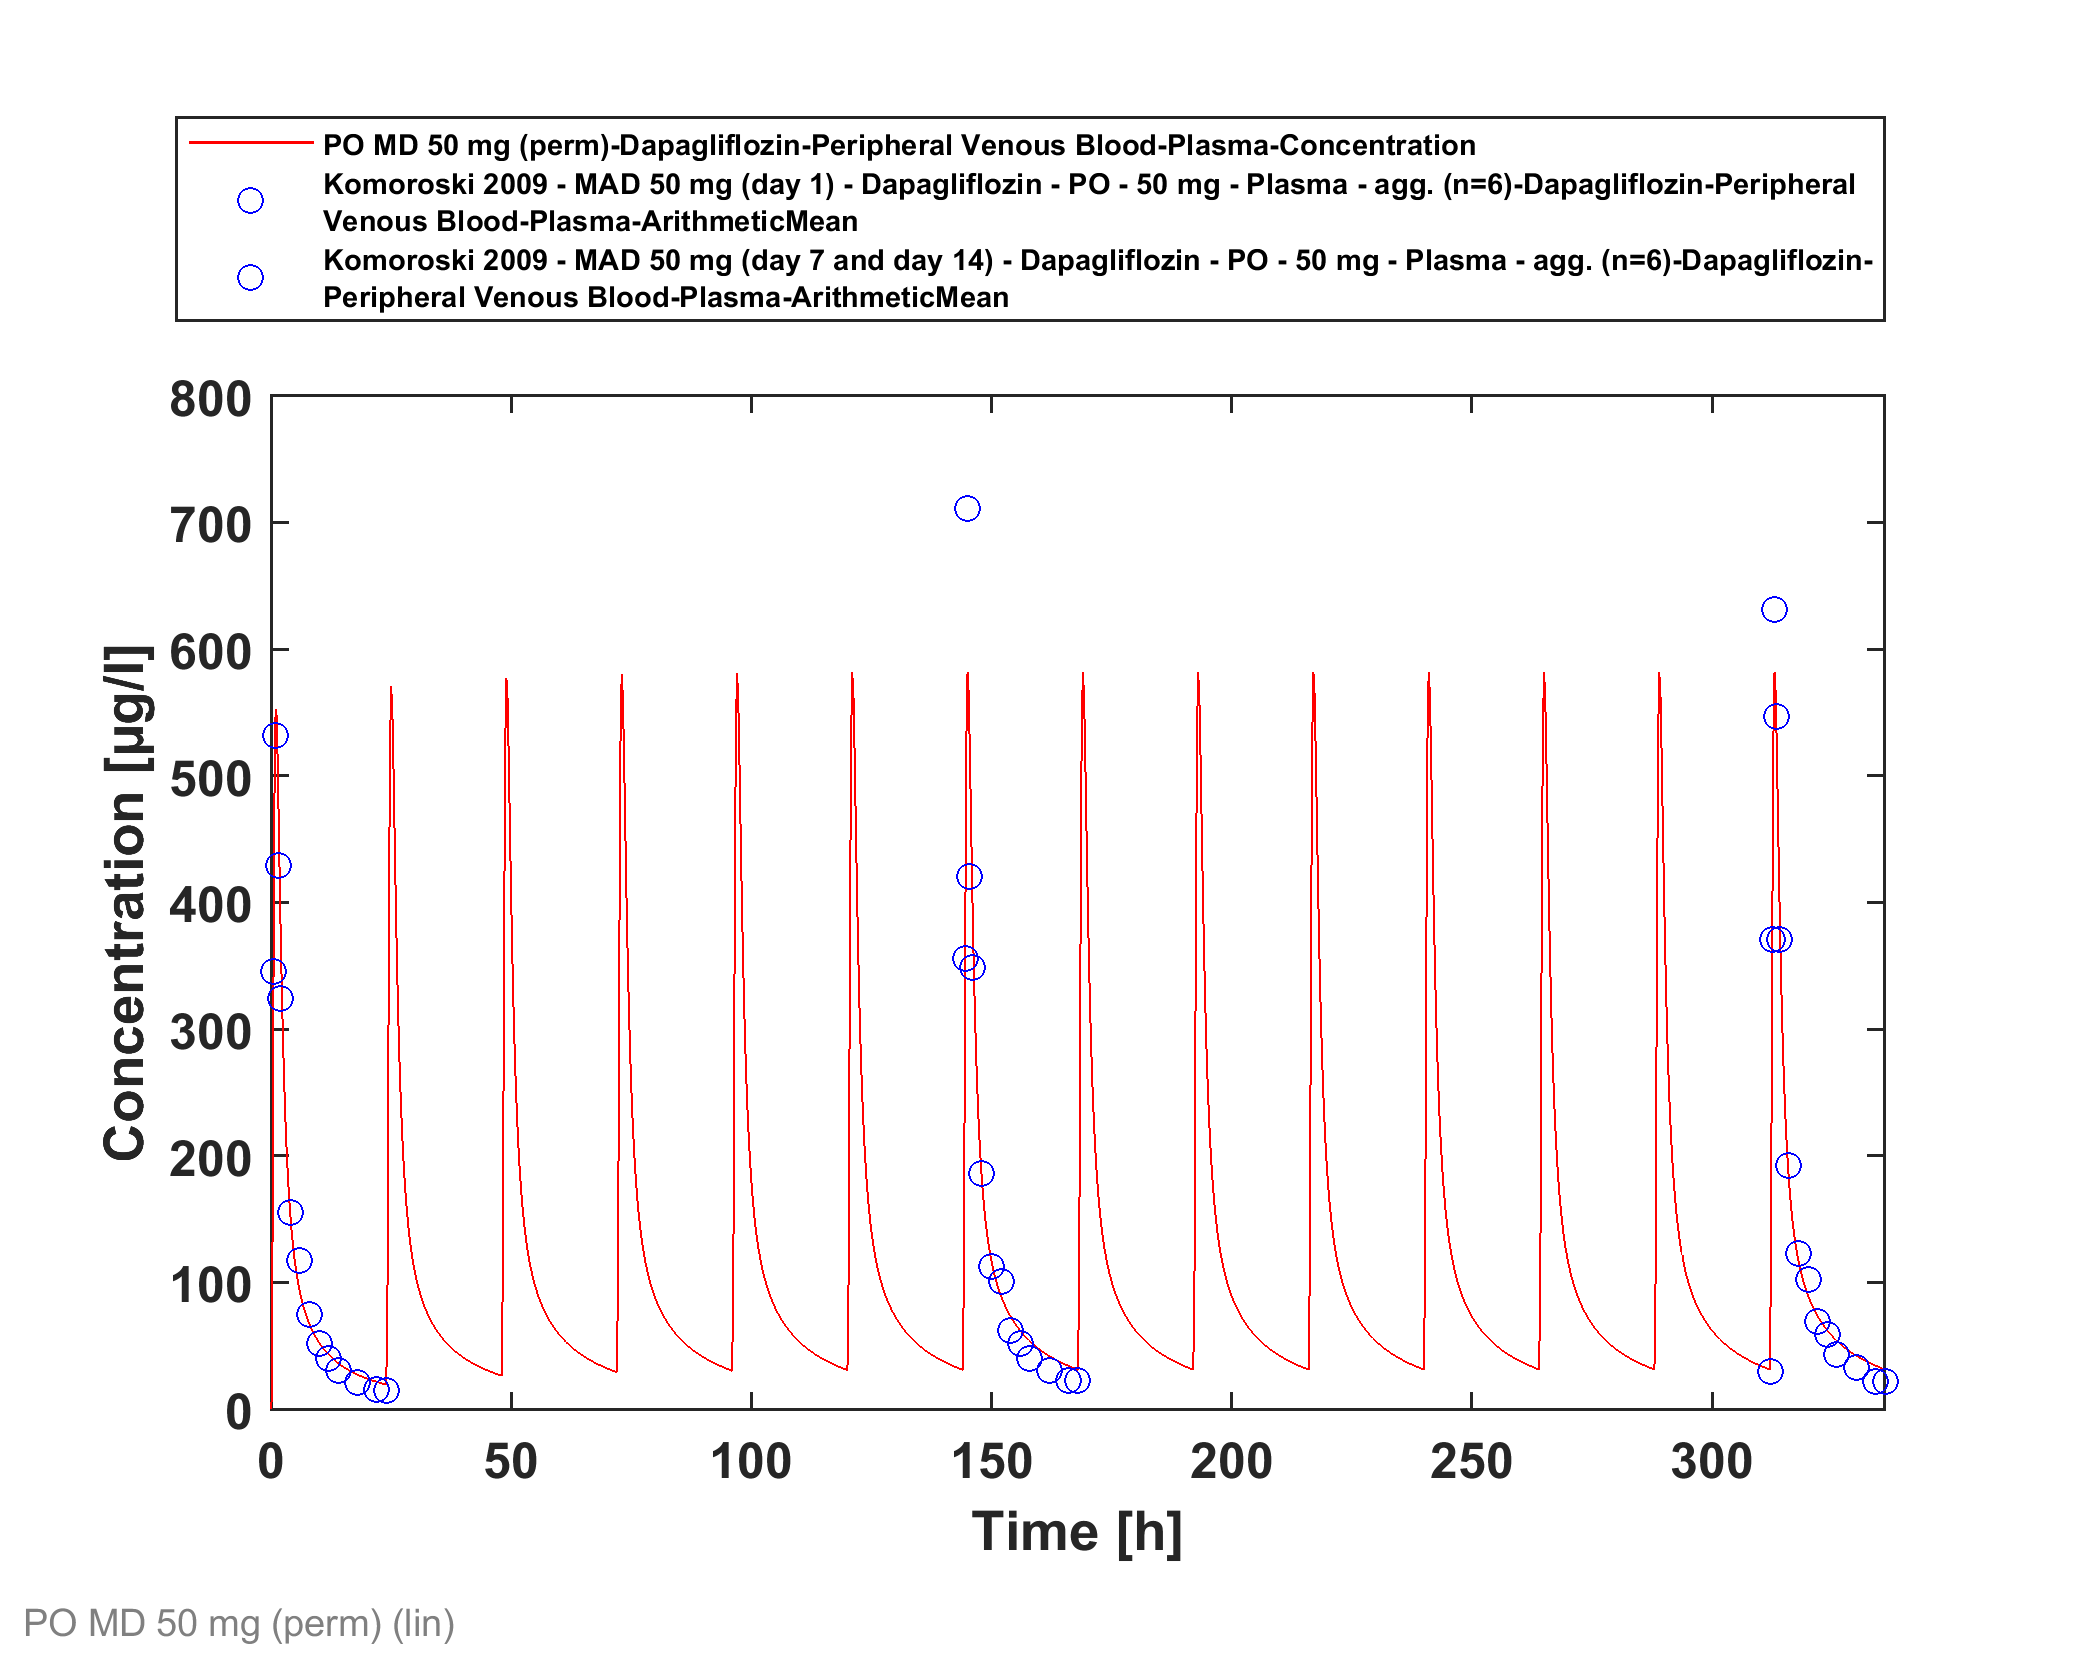 PO MD 50 mg (perm)-Dapagliflozin-Peripheral Venous Blood-Plasma-Concentration
Komoroski 2009 - MAD 50 mg (day 1) - Dapagliflozin - PO - 50 mg - Plasma - agg. (n=6)-Dapagliflozin-Peripheral
Venous Blood-Plasma-ArithmeticMean
Komoroski 2009 - MAD 50 mg (day 7 and day 14) - Dapagliflozin - PO - 50 mg - Plasma - agg. (n=6)-Dapagliflozin-
Peripheral Venous Blood-Plasma-ArithmeticMean
800
700
600
500
400
300
200
100
0
Concentration [µg/l]
0 50 100 150 200 250 300
Time [h]
PO MD 50 mg (perm) (lin)